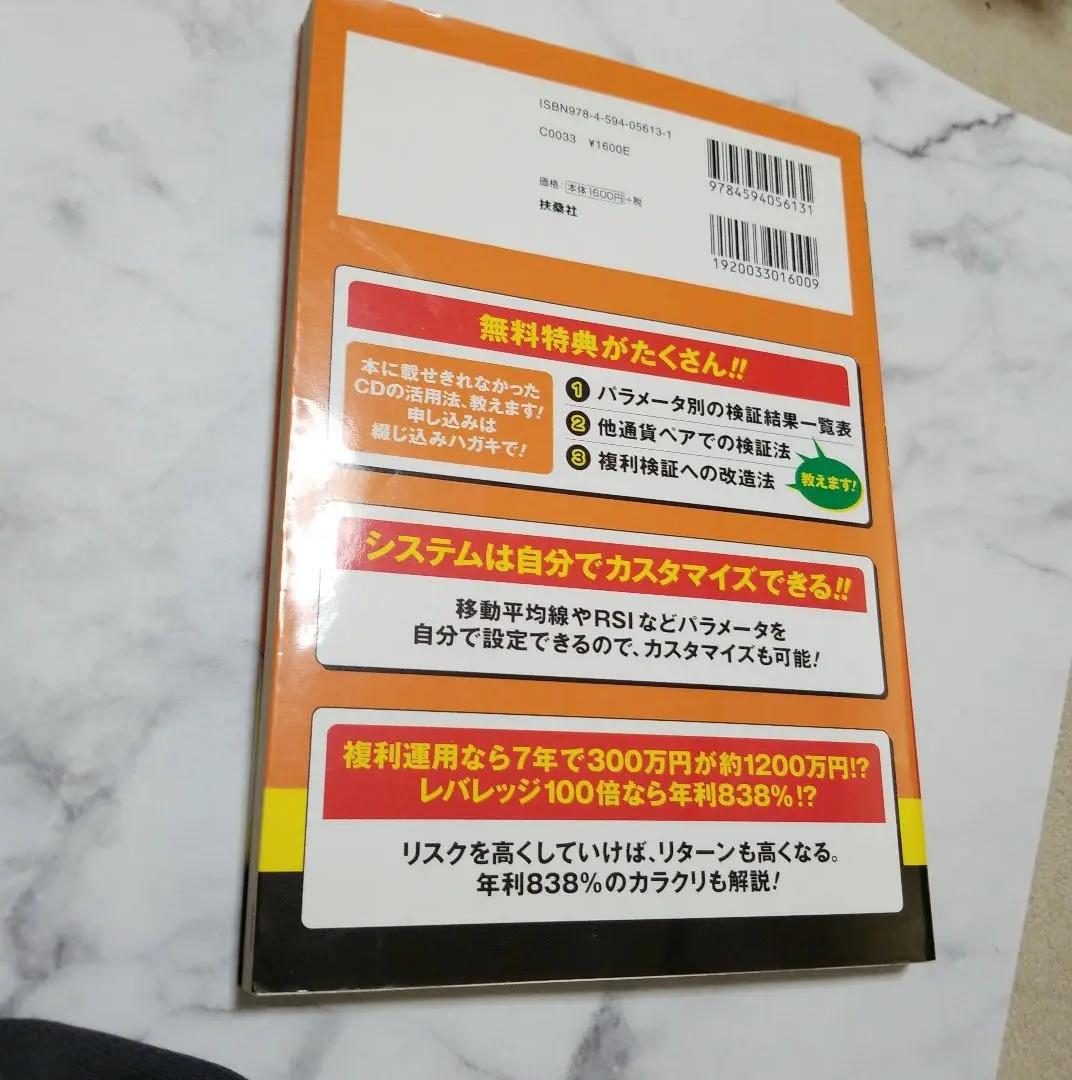 ISBN978-4-594-05613-1
C0033 ¥1600E
価格:本体1600円+税
扶桑社
9784594056131
1920033016009
無料特典がたくさん!!
本に載せきれなかった
CDの活用法、教えます!
申し込みは
綴じ込みハガキで!
1 パラメータ別の検証結果一覧表
2 他通貨ペアでの検証法
3 複利検証への改造法
教えます!
システムは自分でカスタマイズできる!!
移動平均線やRSIなどパラメータを
自分で設定できるので、カスタマイズも可能!
複利運用なら7年で300万円が約1200万円!?
レバレッジ100倍なら年利838%!?
リスクを高くしていけば、リターンも高くなる。
年利838%のカラクリも解説!